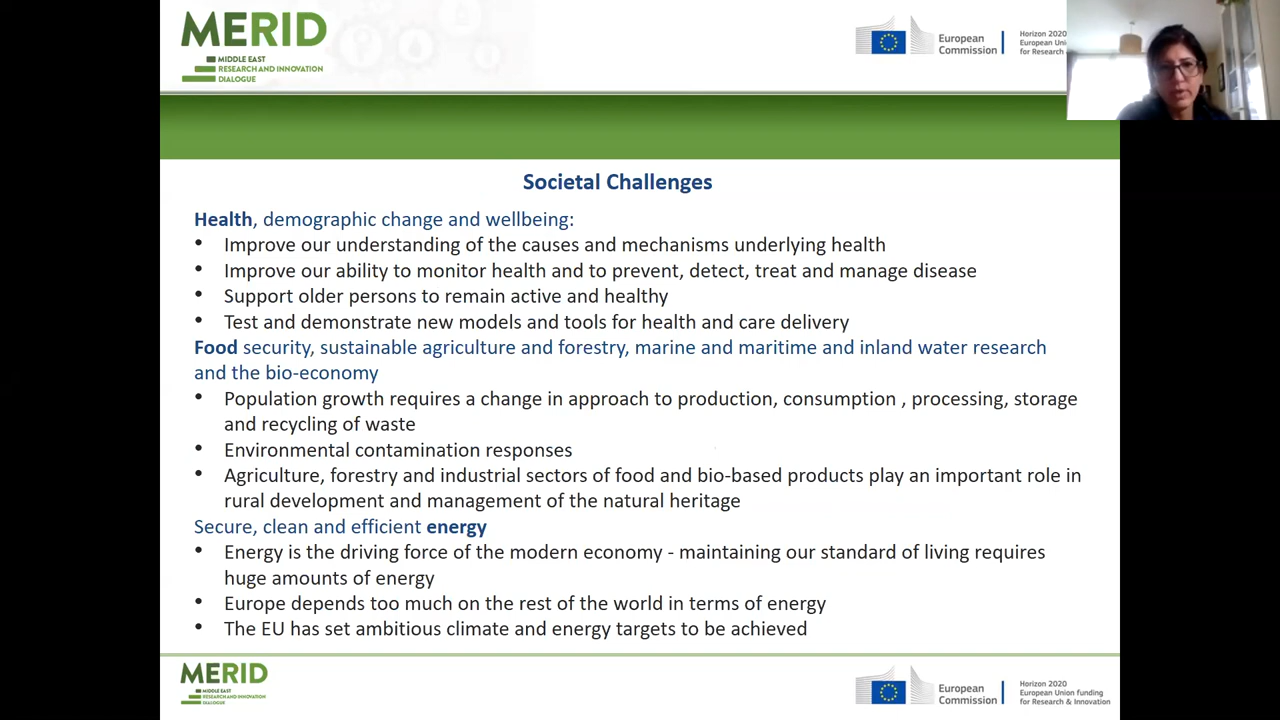 MERID
MIDDLE EAST
RESEARCH AND INNOVATION
DIALOGUE
European
Commission
Horizon 2020
European Un
for Research
Societal Challenges
Health, demographic change and wellbeing:
• Improve our understanding of the causes and mechanisms underlying health
• Improve our ability to monitor health and to prevent, detect, treat and manage disease
• Support older persons to remain active and healthy
• Test and demonstrate new models and tools for health and care delivery
Food security, sustainable agriculture and forestry, marine and maritime and inland water research
and the bio-economy
• Population growth requires a change in approach to production, consumption , processing, storage
and recycling of waste
• Environmental contamination responses
• Agriculture, forestry and industrial sectors of food and bio-based products play an important role in
rural development and management of the natural heritage
Secure, clean and efficient energy
• Energy is the driving force of the modern economy - maintaining our standard of living requires
huge amounts of energy
• Europe depends too much on the rest of the world in terms of energy
• The EU has set ambitious climate and energy targets to be achieved
MERID
MIDDLE EAST
RESEARCH AND INNOVATION
DIALOGUE
European
Commission
Horizon 2020
European Union funding
for Research & Innovation